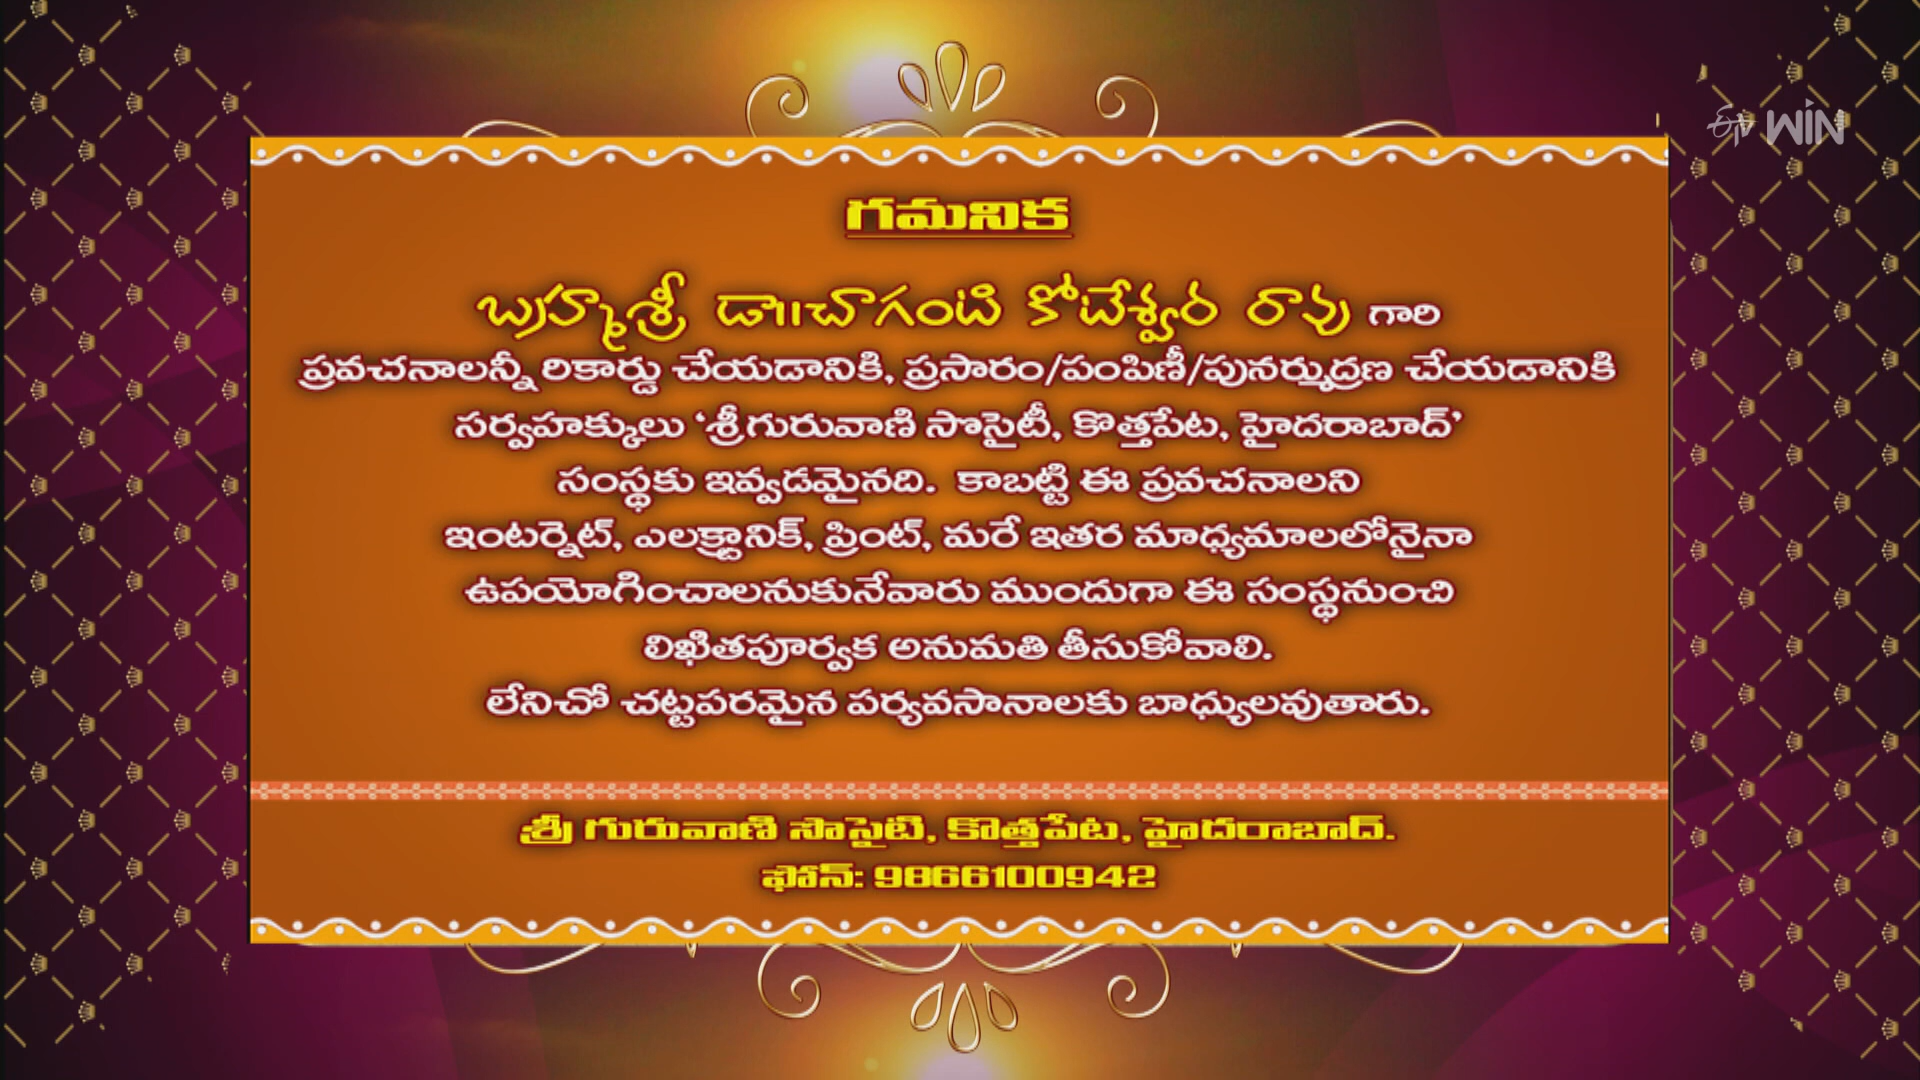 ఈటీవీ WIN
గమనిక
బ్రహ్మశ్రీ డా॥చాగంటి కోటేశ్వర రావు గారి
ప్రవచనాలన్నీ రికార్డు చేయడానికి, ప్రసారం/పంపిణీ/పునర్ముద్రణ చేయడానికి
సర్వహక్కులు ‘శ్రీగురువాణి సొసైటీ, కొత్తపేట, హైదరాబాద్’
సంస్థకు ఇవ్వడమైనది. కాబట్టి ఈ ప్రవచనాలని
ఇంటర్నెట్, ఎలక్ట్రానిక్, ప్రింట్, మరే ఇతర మాధ్యమాలలోనైనా
ఉపయోగించాలనుకునేవారు ముందుగా ఈ సంస్థనుంచి
లిఖితపూర్వక అనుమతి తీసుకోవాలి.
లేనిచో చట్టపరమైన పర్యవసానాలకు బాధ్యులవుతారు.
శ్రీ గురువాణి సొసైటి, కొత్తపేట, హైదరాబాద్.
ఫోన్: 9866100942